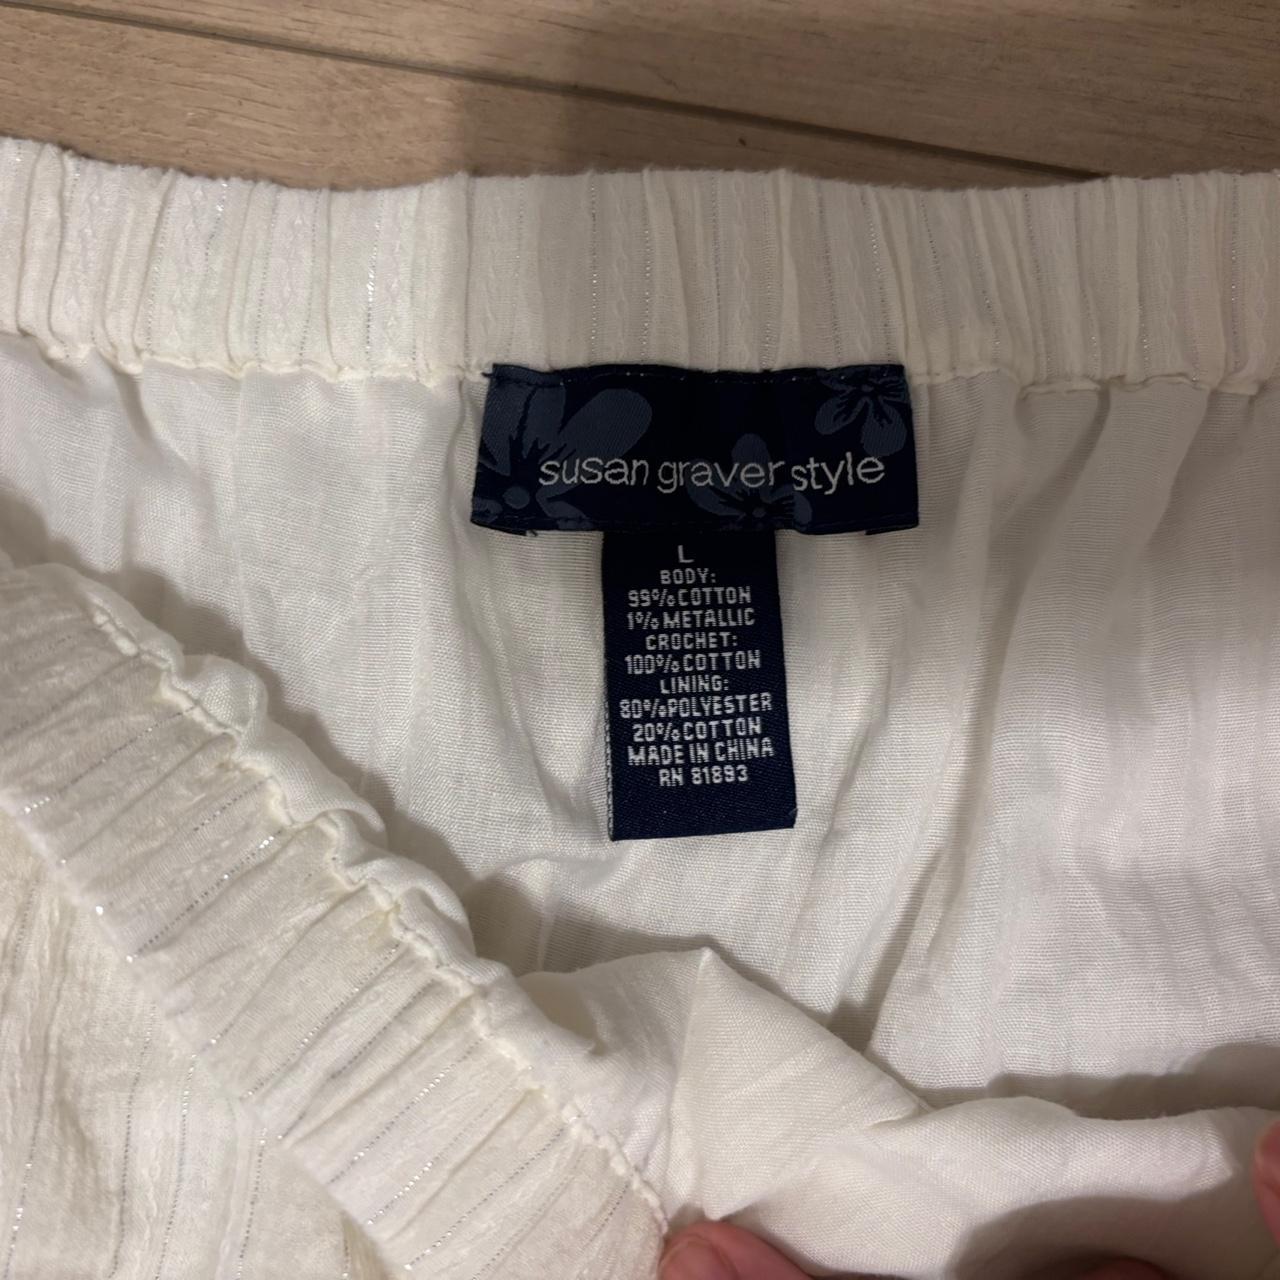 susan graver style
L
BODY:
99% COTTON
1% METALLIC
CROCHET:
100% COTTON
LINING:
80% POLYESTER
20% COTTON
MADE IN CHINA
RN 81893